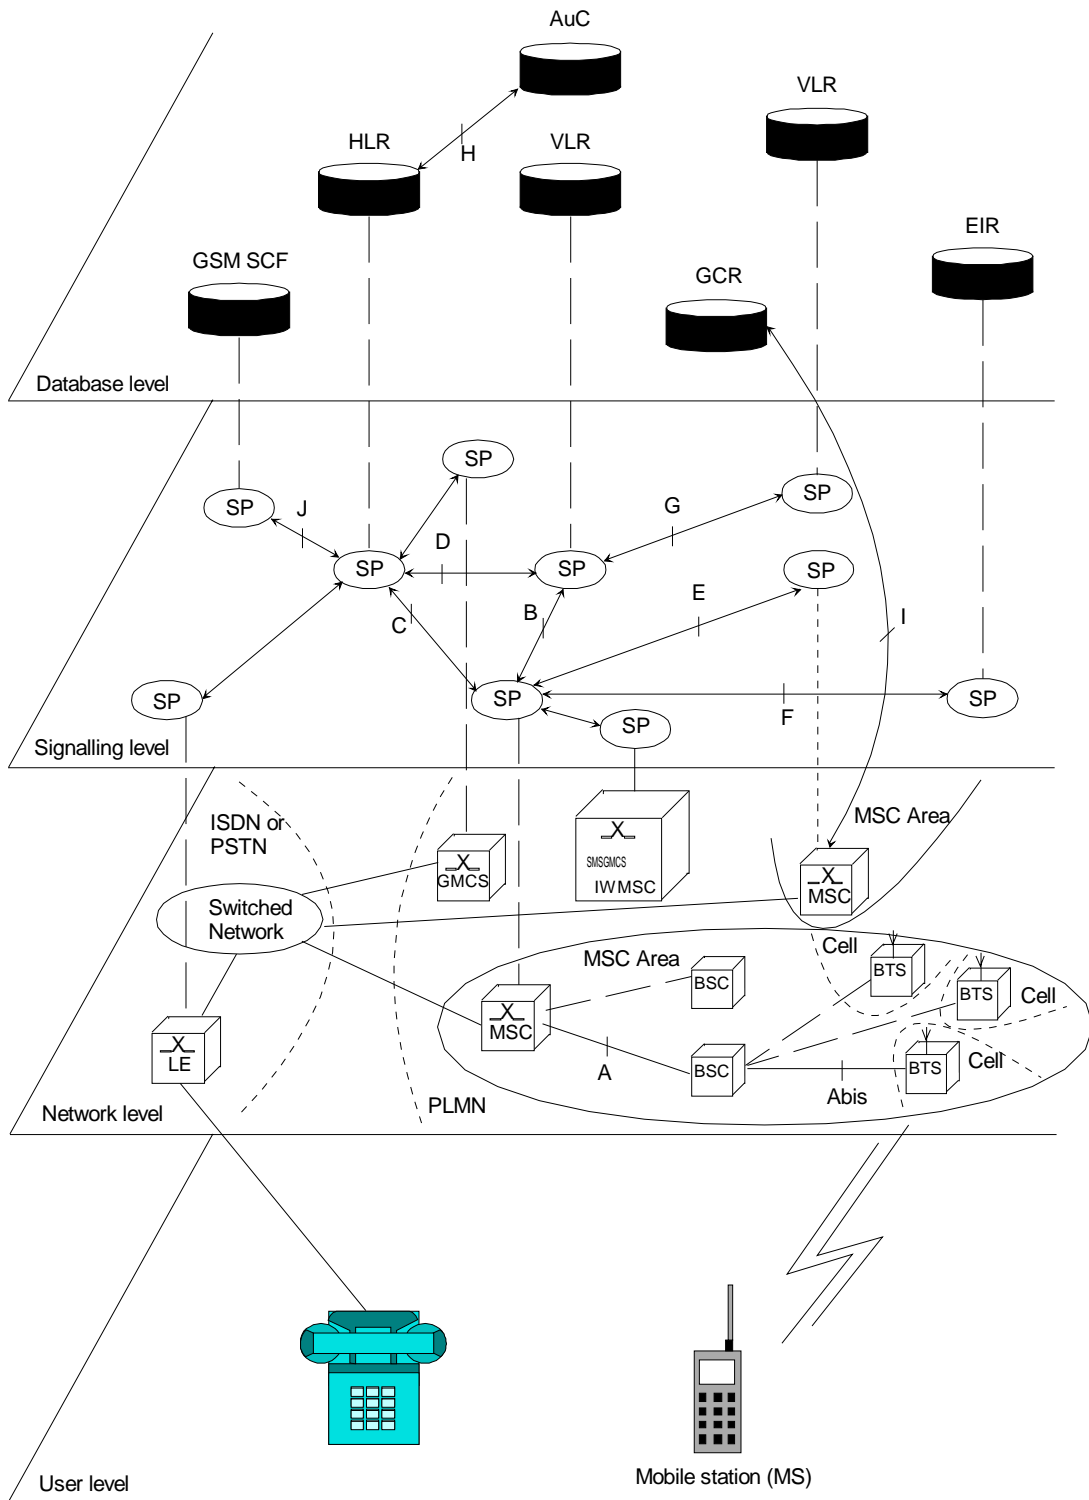 AuC
VLR
HLR
H
VLR
EIR
GSM SCF
GCR
Database level
SP
SP
J
G
SP
D
SP
SP
SP
E
B
C
I
SP
SP
SP
F
SP
Signalling level
ISDN or
PSTN
MSC Area
X
SMSGMCS
IWMSC
X
GMCS
X
MSC
Switched
Network
MSC Area
Cell
BTS
BSC
BTS
Cell
X
MSC
X
LE
A
BSC
BTS
Cell
Abis
PLMN
Network level
Mobile station (MS)
User level